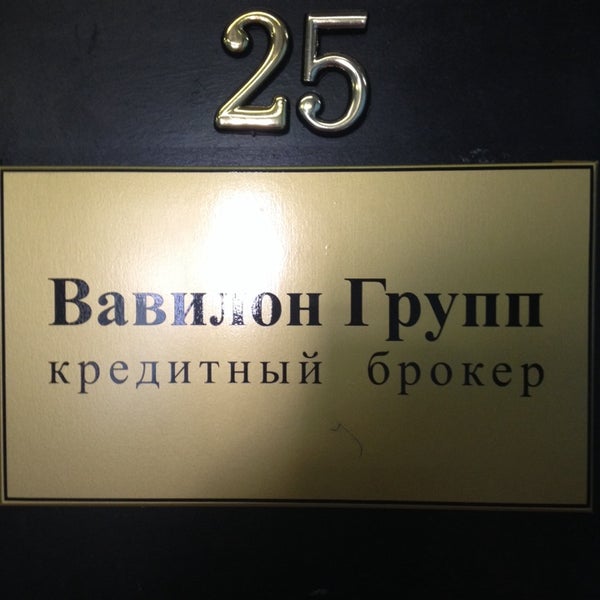 25
Вавилон Групп
кредитный брокер